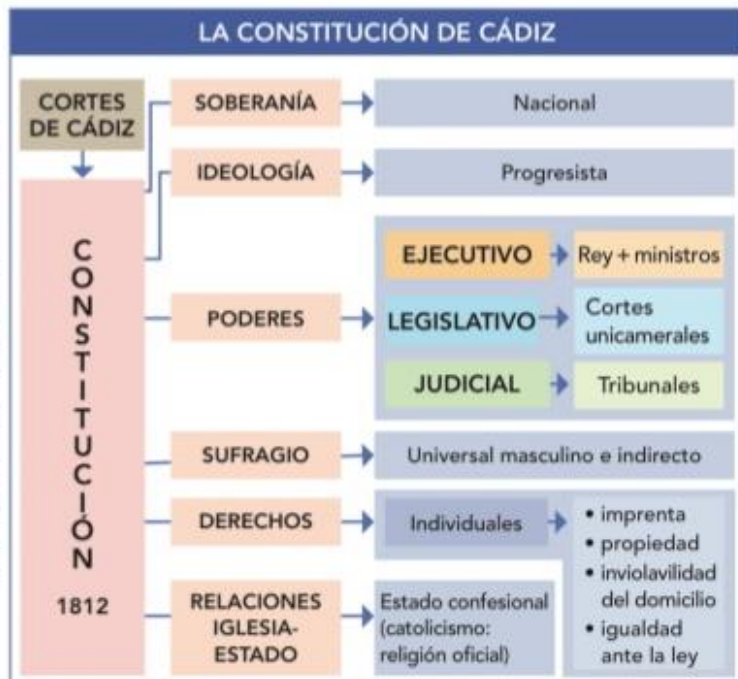 LA CONSTITUCIÓN DE CÁDIZ
CORTES
DE CÁDIZ
CONSTITUCIÓN
1812
SOBERANÍA
Nacional
IDEOLOGÍA
Progresista
PODERES
EJECUTIVO
Rey + ministros
LEGISLATIVO
Cortes
unicamerales
JUDICIAL
Tribunales
SUFRAGIO
Universal masculino e indirecto
DERECHOS
Individuales
• imprenta
• propiedad
• inviolavilidad
del domicilio
• igualdad
ante la ley
RELACIONES
IGLESIA-
ESTADO
Estado confesional
(catolicismo:
religión oficial)